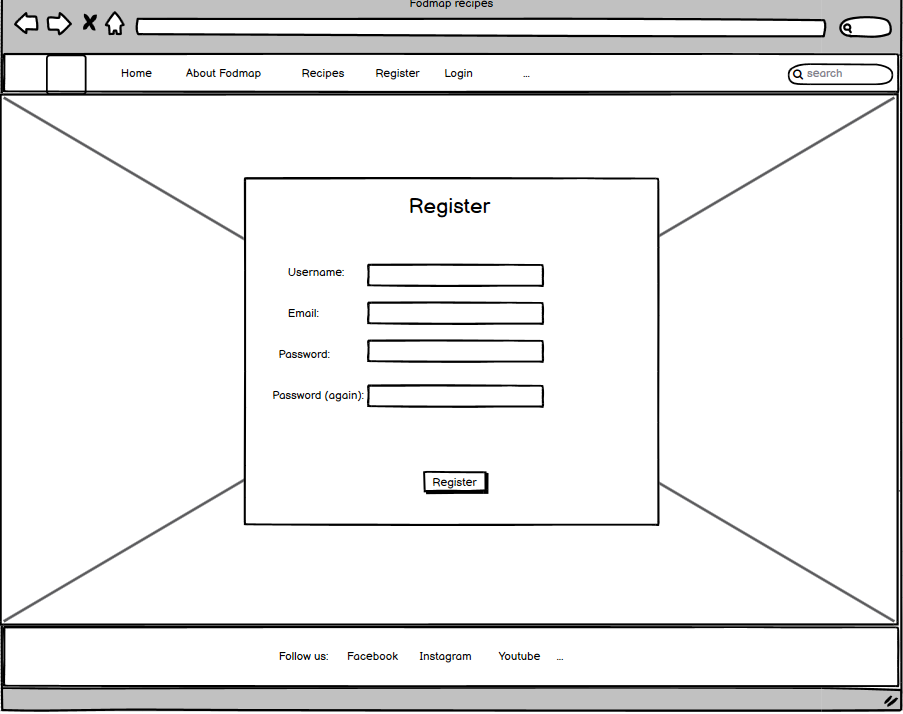 Fodmap recipes
Home About Fodmap Recipes Register Login ... search
Register
Username:
Email:
Password:
Password (again):
Register
Follow us: Facebook Instagram Youtube ...